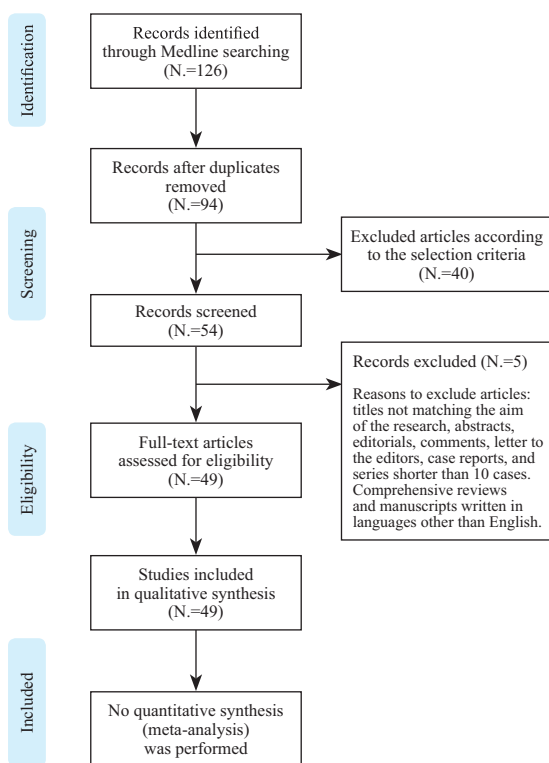 Identification
Records identified
through Medline searching
(N.=126)
Records after duplicates
removed
(N.=94)
Screening
Excluded articles according
to the selection criteria
(N.=40)
Records screened
(N.=54)
Records excluded (N.=5)
Reasons to exclude articles:
titles not matching the aim
of the research, abstracts,
editorials, comments, letter to
the editors, case reports, and
series shorter than 10 cases.
Comprehensive reviews
and manuscripts written in
languages other than English.
Eligibility
Full-text articles
assessed for eligibility
(N.=49)
Studies included
in qualitative synthesis
(N.=49)
Included
No quantitative synthesis
(meta-analysis)
was performed